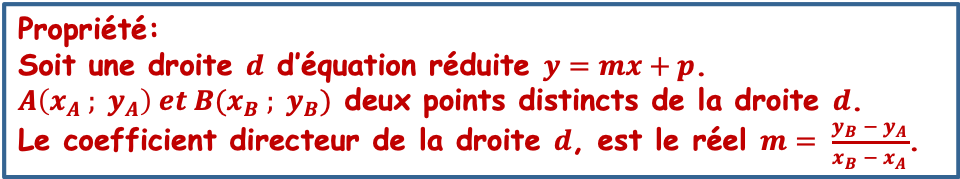 Propriété:
Soit une droite d d'équation réduite y = mx + p.
A(x_A ; y_A) et B(x_B ; y_B) deux points distincts de la droite d.
Le coefficient directeur de la droite d, est le réel m = \frac{y_B - y_A}{x_B - x_A}.